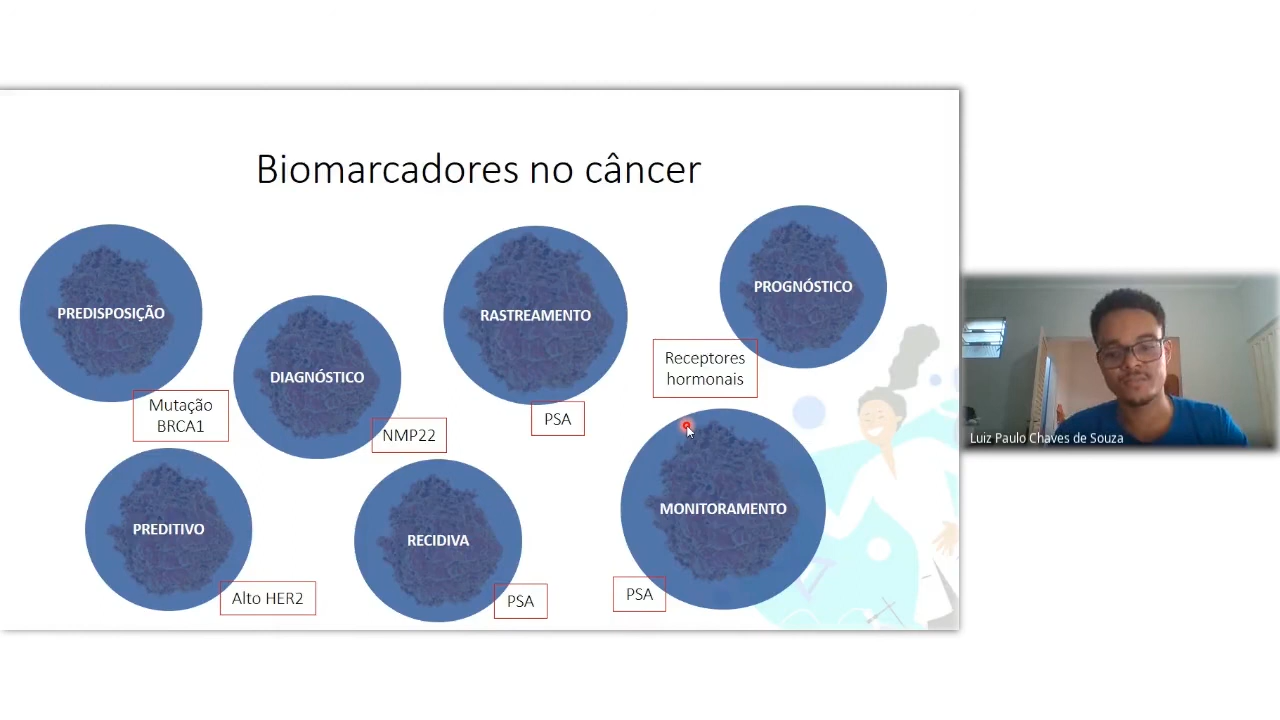 Biomarcadores no câncer
PREDISPOSIÇÃO
Mutação
BRCA1
DIAGNÓSTICO
NMP22
RASTREAMENTO
PSA
PROGNÓSTICO
Receptores
hormonais
PREDITIVO
Alto HER2
RECIDIVA
PSA
MONITORAMENTO
PSA
Luiz Paulo Chaves de Souza